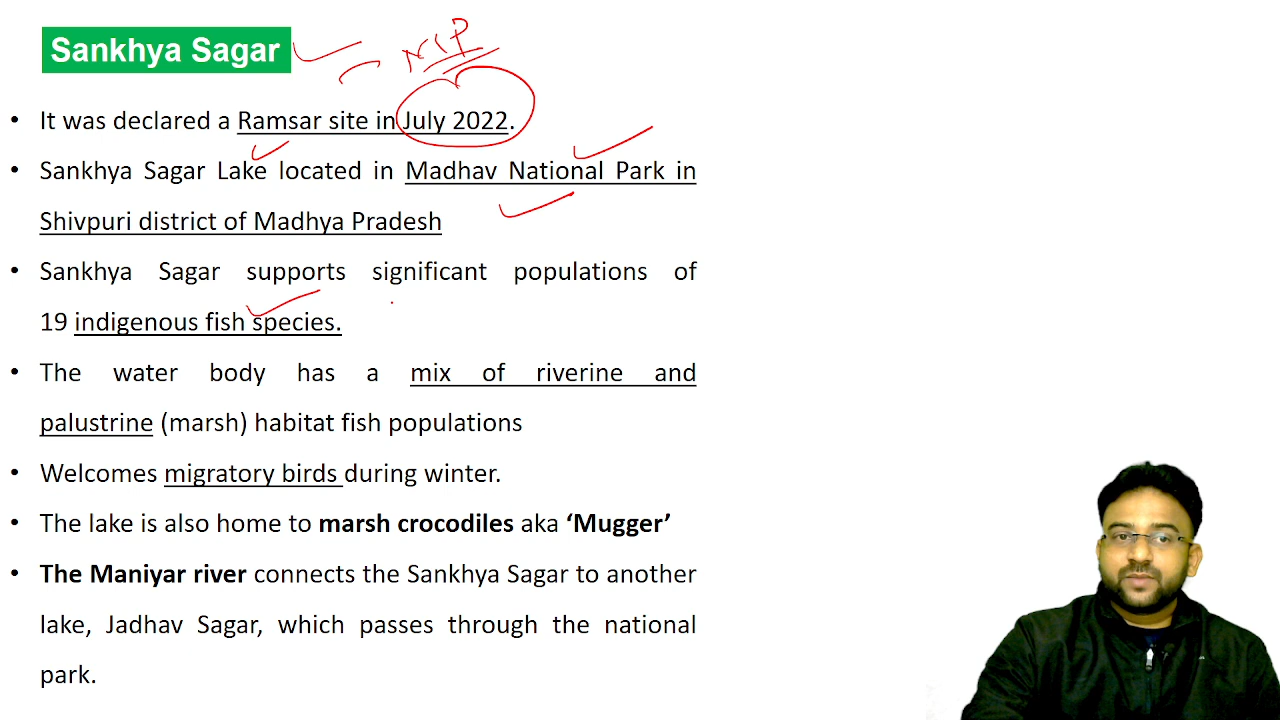 Sankhya Sagar
• It was declared a Ramsar site in July 2022.
• Sankhya Sagar Lake located in Madhav National Park in
Shivpuri district of Madhya Pradesh
• Sankhya Sagar supports significant populations of
19 indigenous fish species.
• The water body has a mix of riverine and
palustrine (marsh) habitat fish populations
• Welcomes migratory birds during winter.
• The lake is also home to marsh crocodiles aka ‘Mugger’
• The Maniyar river connects the Sankhya Sagar to another
lake, Jadhav Sagar, which passes through the national
park.